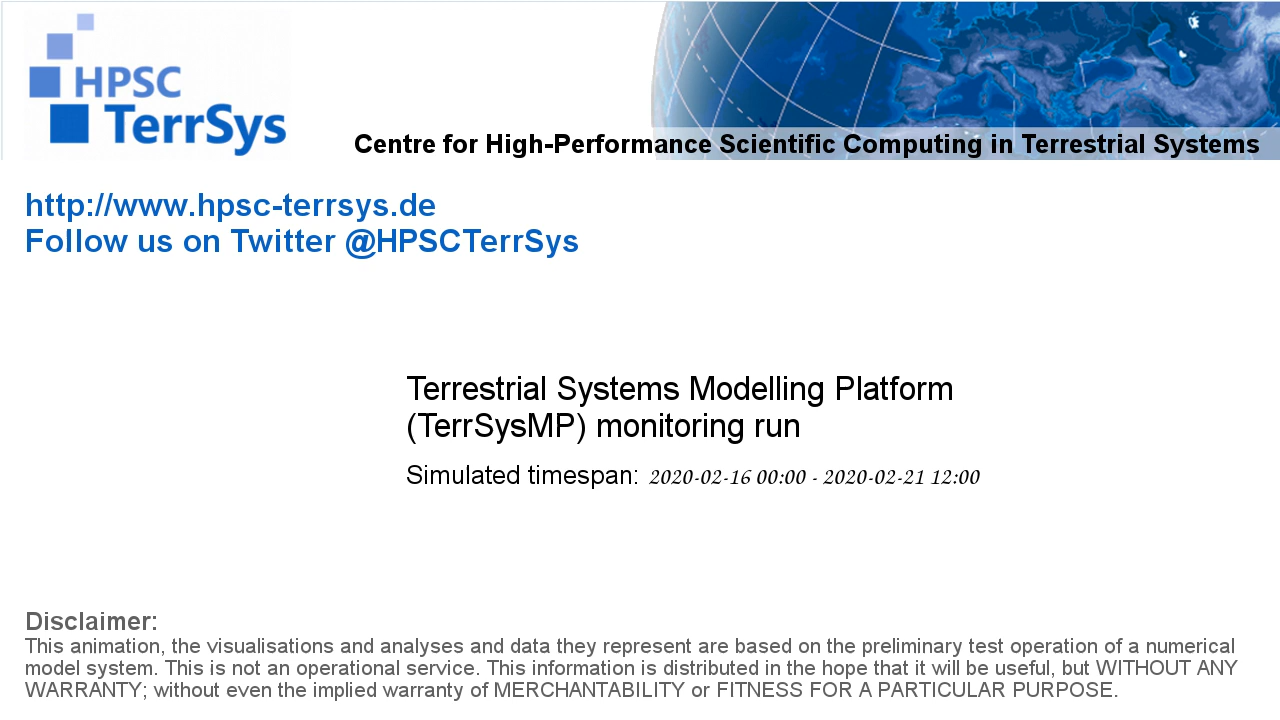 HPSC
TerrSys
Centre for High-Performance Scientific Computing in Terrestrial Systems
http://www.hpsc-terrsys.de
Follow us on Twitter @HPSCTerrSys
Terrestrial Systems Modelling Platform
(TerrSysMP) monitoring run
Simulated timespan: 2020-02-16 00:00 - 2020-02-21 12:00
Disclaimer:
This animation, the visualisations and analyses and data they represent are based on the preliminary test operation of a numerical
model system. This is not an operational service. This information is distributed in the hope that it will be useful, but WITHOUT ANY
WARRANTY; without even the implied warranty of MERCHANTABILITY or FITNESS FOR A PARTICULAR PURPOSE.